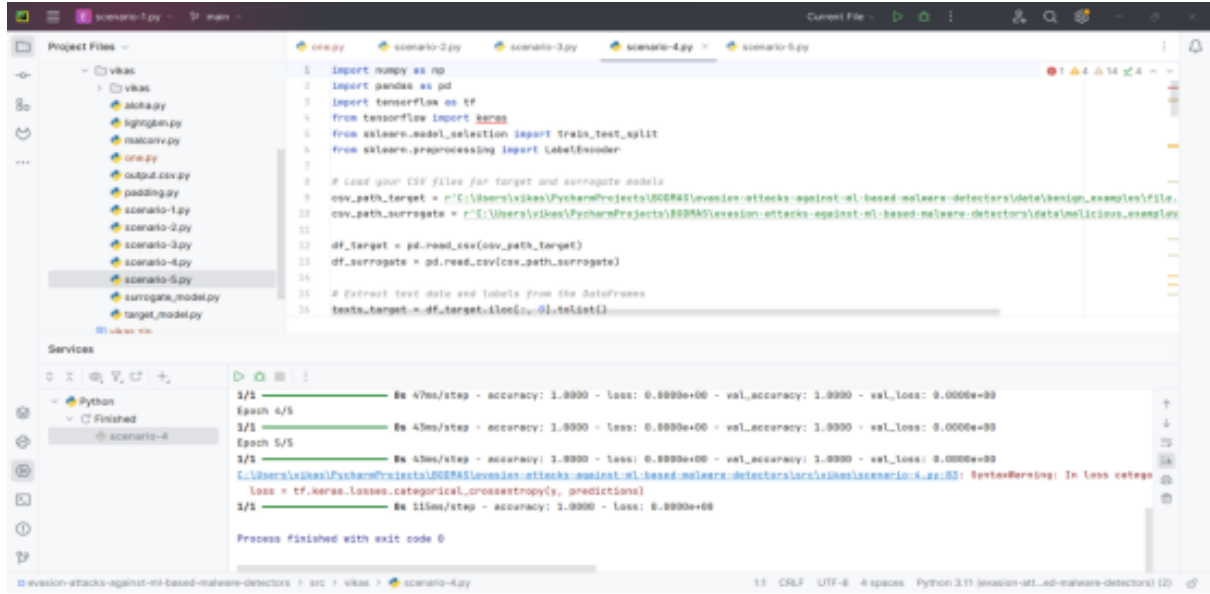 scenario-1.py main Current File
Project Files
one.py scenario-2.py scenario-3.py scenario-4.py scenario-5.py
vikas
vikas
aloha.py
lightgbm.py
malconv.py
one.py
output.csv.py
padding.py
scenario-1.py
scenario-2.py
scenario-3.py
scenario-4.py
scenario-5.py
surrogate_model.py
target_model.py
vikas.zip
1 import numpy as np
2 import pandas as pd
3 import tensorflow as tf
4 from tensorflow import keras
5 from sklearn.model_selection import train_test_split
6 from sklearn.preprocessing import LabelEncoder
7
8 # Load your CSV files for target and surrogate models
9 csv_path_target = r'C:\Users\vikas\PycharmProjects\BODMAS\evasion-attacks-against-ml-based-malware-detectors\data\benign_examples\file.
10 csv_path_surrogate = r'C:\Users\vikas\PycharmProjects\BODMAS\evasion-attacks-against-ml-based-malware-detectors\data\malicious_examples
11
12 df_target = pd.read_csv(csv_path_target)
13 df_surrogate = pd.read_csv(csv_path_surrogate)
14
15 # Extract text data and labels from the DataFrames
16 texts_target = df_target.iloc[:, 0].tolist()
1 4 14 4
Services
Python
Finished
scenario-4
1/1 0s 47ms/step - accuracy: 1.0000 - loss: 0.0000e+00 - val_accuracy: 1.0000 - val_loss: 0.0000e+00
Epoch 4/5
1/1 0s 45ms/step - accuracy: 1.0000 - loss: 0.0000e+00 - val_accuracy: 1.0000 - val_loss: 0.0000e+00
Epoch 5/5
1/1 0s 43ms/step - accuracy: 1.0000 - loss: 0.0000e+00 - val_accuracy: 1.0000 - val_loss: 0.0000e+00
C:\Users\vikas\PycharmProjects\BODMAS\evasion-attacks-against-ml-based-malware-detectors\src\vikas\scenario-4.py:83: SyntaxWarning: In loss catego
loss = tf.keras.losses.categorical_crossentropy(y, predictions)
1/1 0s 115ms/step - accuracy: 1.0000 - loss: 0.0000e+00
Process finished with exit code 0
evasion-attacks-against-ml-based-malware-detectors > src > vikas > scenario-4.py 1:1 CRLF UTF-8 4 spaces Python 3.11 (evasion-att...ed-malware-detectors) (2)